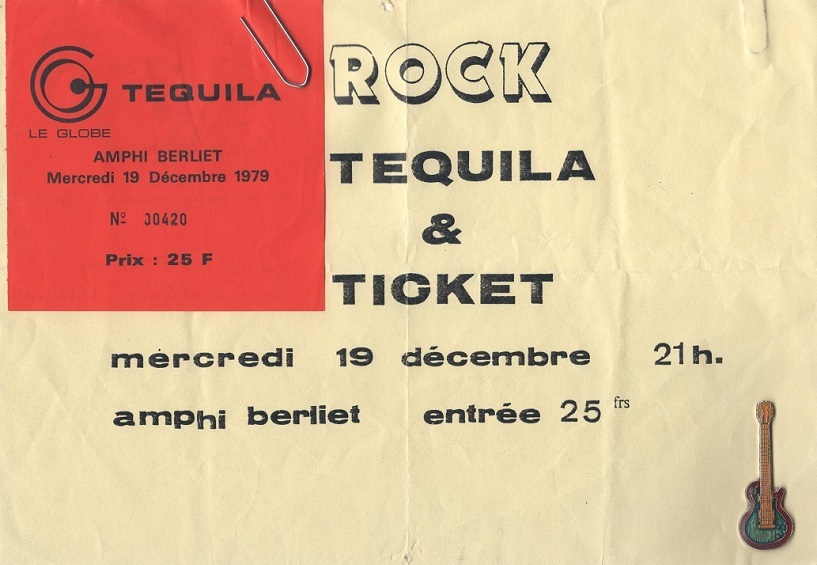 TEQUILA
LE GLOBE
AMPHI BERLIET
Mercredi 19 Décembre 1979
Nº 00420
Prix : 25 F
ROCK
TEQUILA
&
TICKET
mercredi 19 décembre 21h.
amphi berliet entrée 25 frs